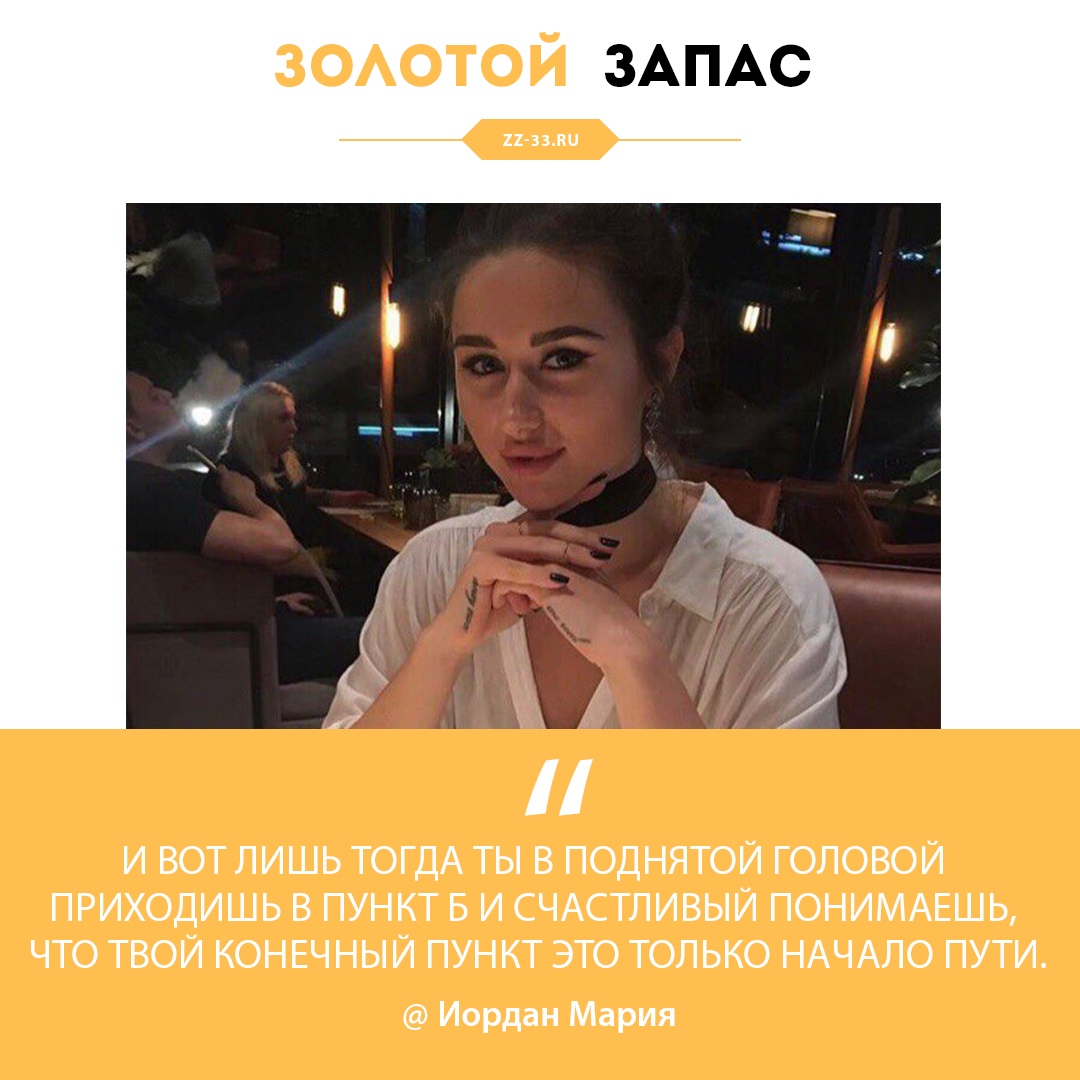 ЗОЛОТОЙ ЗАПАС
ZZ-33.RU
“
И ВОТ ЛИШЬ ТОГДА ТЫ В ПОДНЯТОЙ ГОЛОВОЙ
ПРИХОДИШЬ В ПУНКТ Б И СЧАСТЛИВЫЙ ПОНИМАЕШЬ,
ЧТО ТВОЙ КОНЕЧНЫЙ ПУНКТ ЭТО ТОЛЬКО НАЧАЛО ПУТИ.
@ Иордан Мария